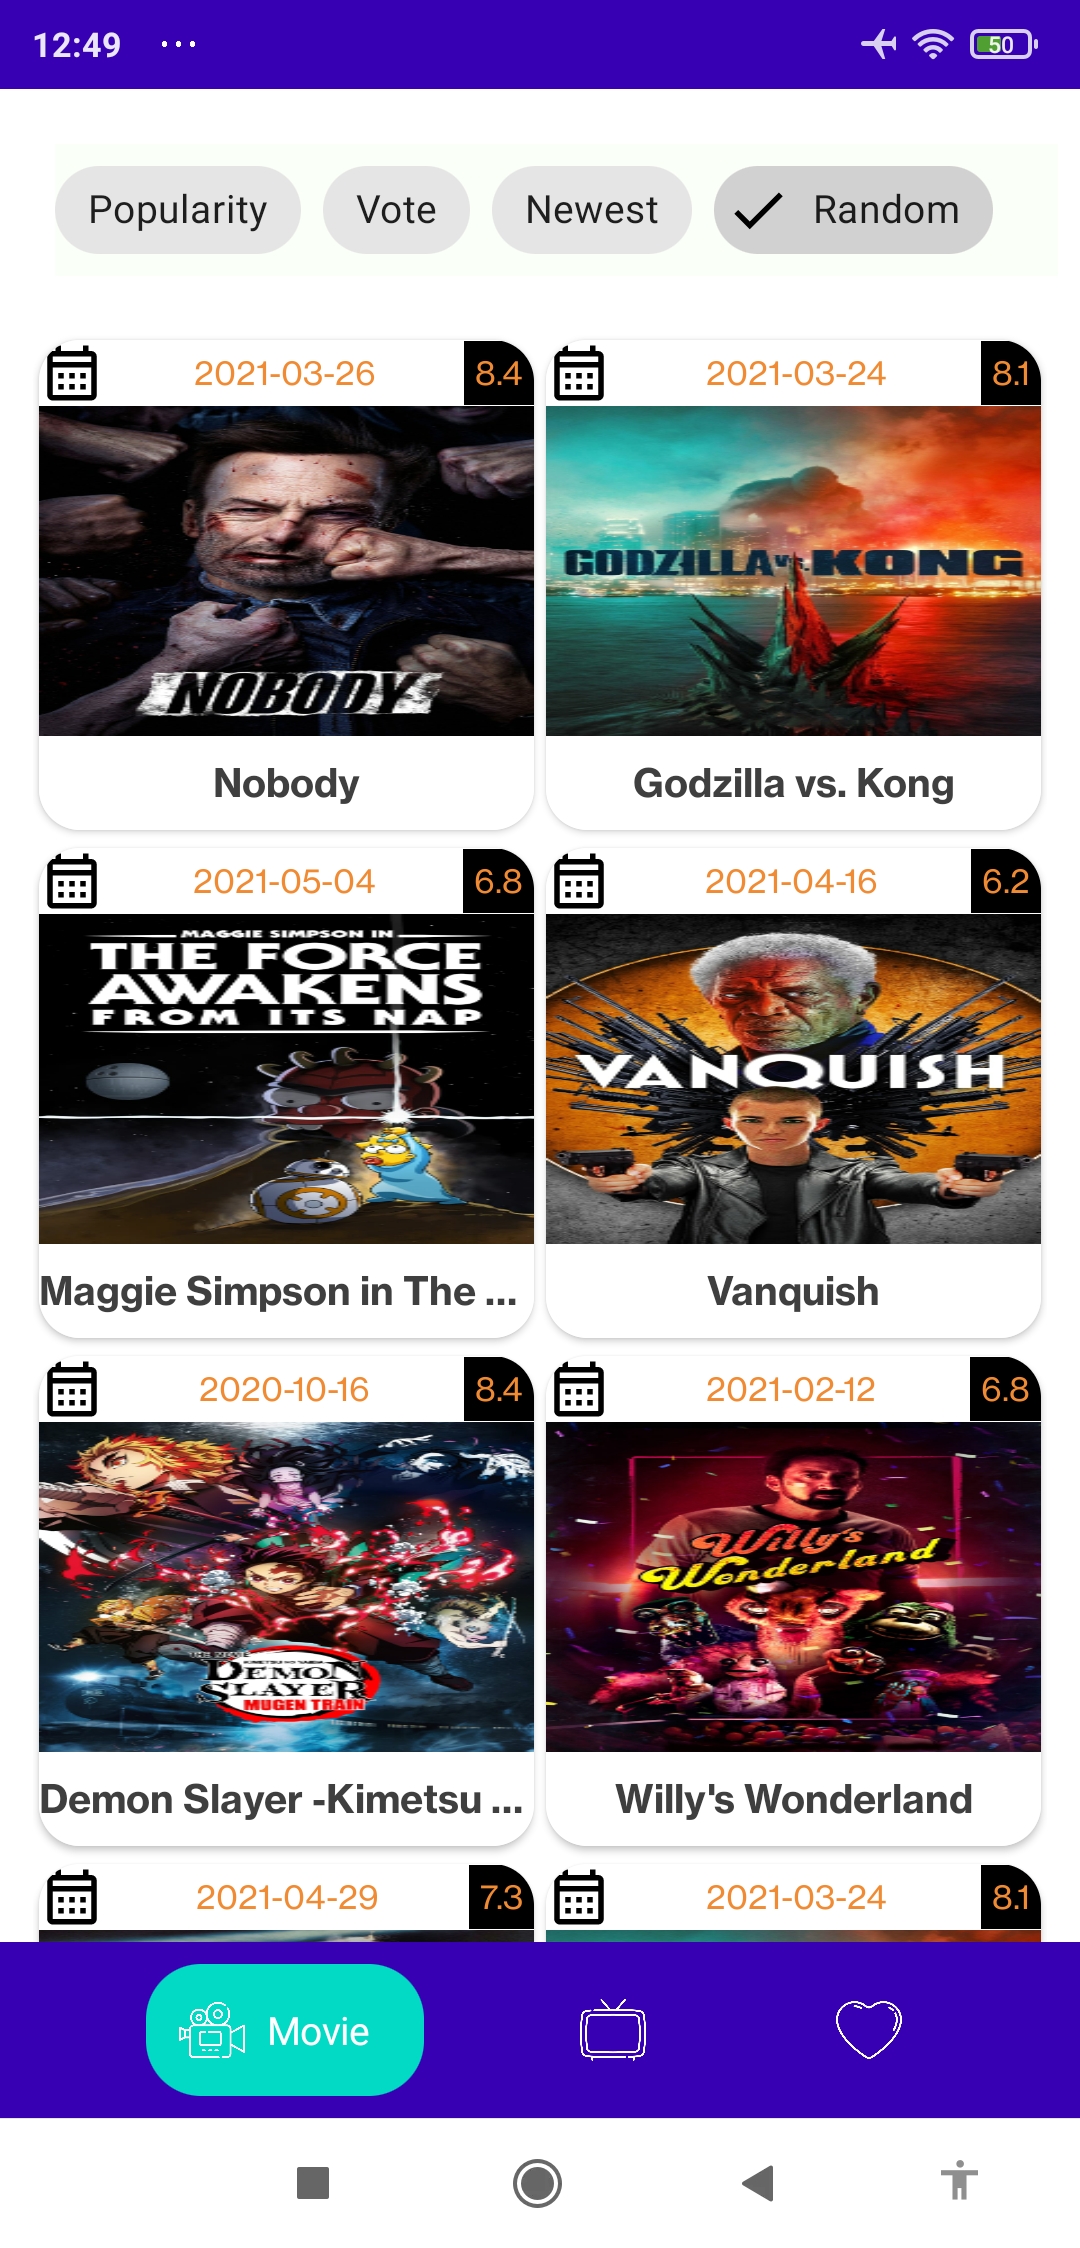 12:49 ... 50
Popularity Vote Newest Random
2021-03-26 8.4
2021-03-24 8.1
NOBODY
GODZILLA vs. KONG
Nobody
Godzilla vs. Kong
2021-05-04 6.8
2021-04-16 6.2
MAGGIE SIMPSON IN
THE FORCE
AWAKENS
FROM ITS NAP
VANQUISH
Maggie Simpson in The ...
Vanquish
2020-10-16 8.4
2021-02-12 6.8
DEMON
SLAYER
MUGEN TRAIN
Willy's
Wonderland
Demon Slayer -Kimetsu ...
Willy's Wonderland
2021-04-29 7.3
2021-03-24 8.1
Movie